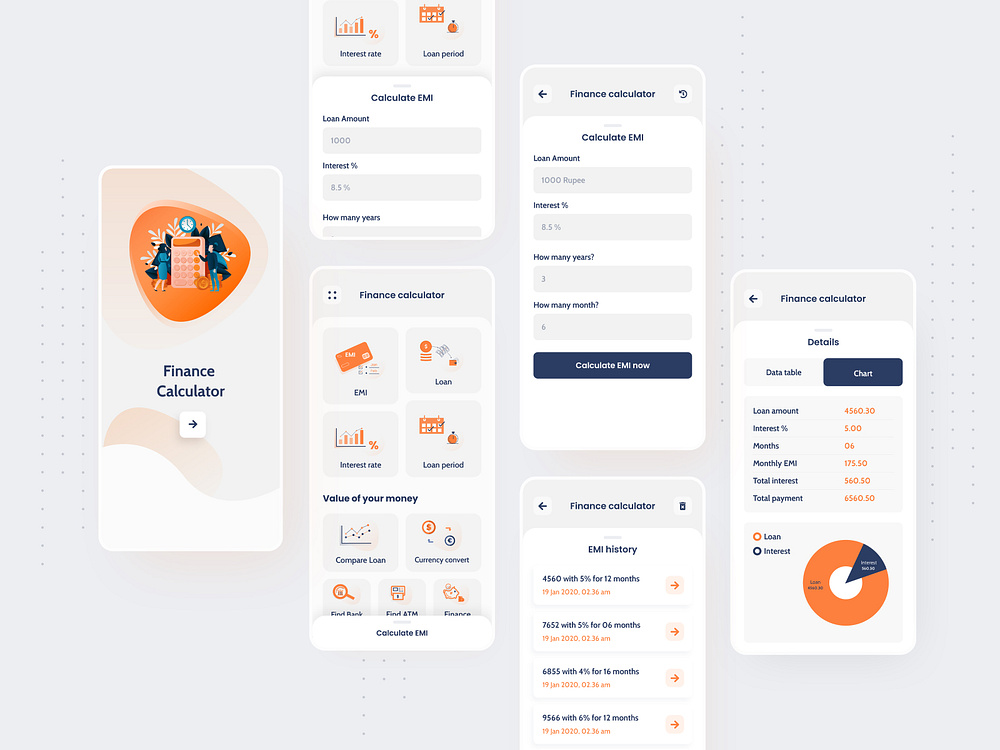 Finance
Calculator
%
Interest rate
Loan period
Calculate EMI
Loan Amount
1000
Interest %
8.5 %
How many years
Finance calculator
EMI
EMI
$
Loan
%
Interest rate
Loan period
Value of your money
Compare Loan
$
€
Currency convert
Find Bank
Find ATM
Finance
Calculate EMI
Finance calculator
Calculate EMI
Loan Amount
1000 Rupee
Interest %
8.5 %
How many years?
3
How many month?
6
Calculate EMI now
Finance calculator
EMI history
4560 with 5% for 12 months
19 Jan 2020. 02.36 am
7652 with 5% for 06 months
19 Jan 2020. 02.36 am
6855 with 4% for 16 months
19 Jan 2020. 02.36 am
9566 with 6% for 12 months
19 Jan 2020. 02.36 am
Finance calculator
Details
Data table
Chart
Loan amount 4560.30
Interest % 5.00
Months 06
Monthly EMI 175.50
Total interest 560.50
Total payment 6560.50
Loan
Interest
Interest
560.50
Loan
4560.30